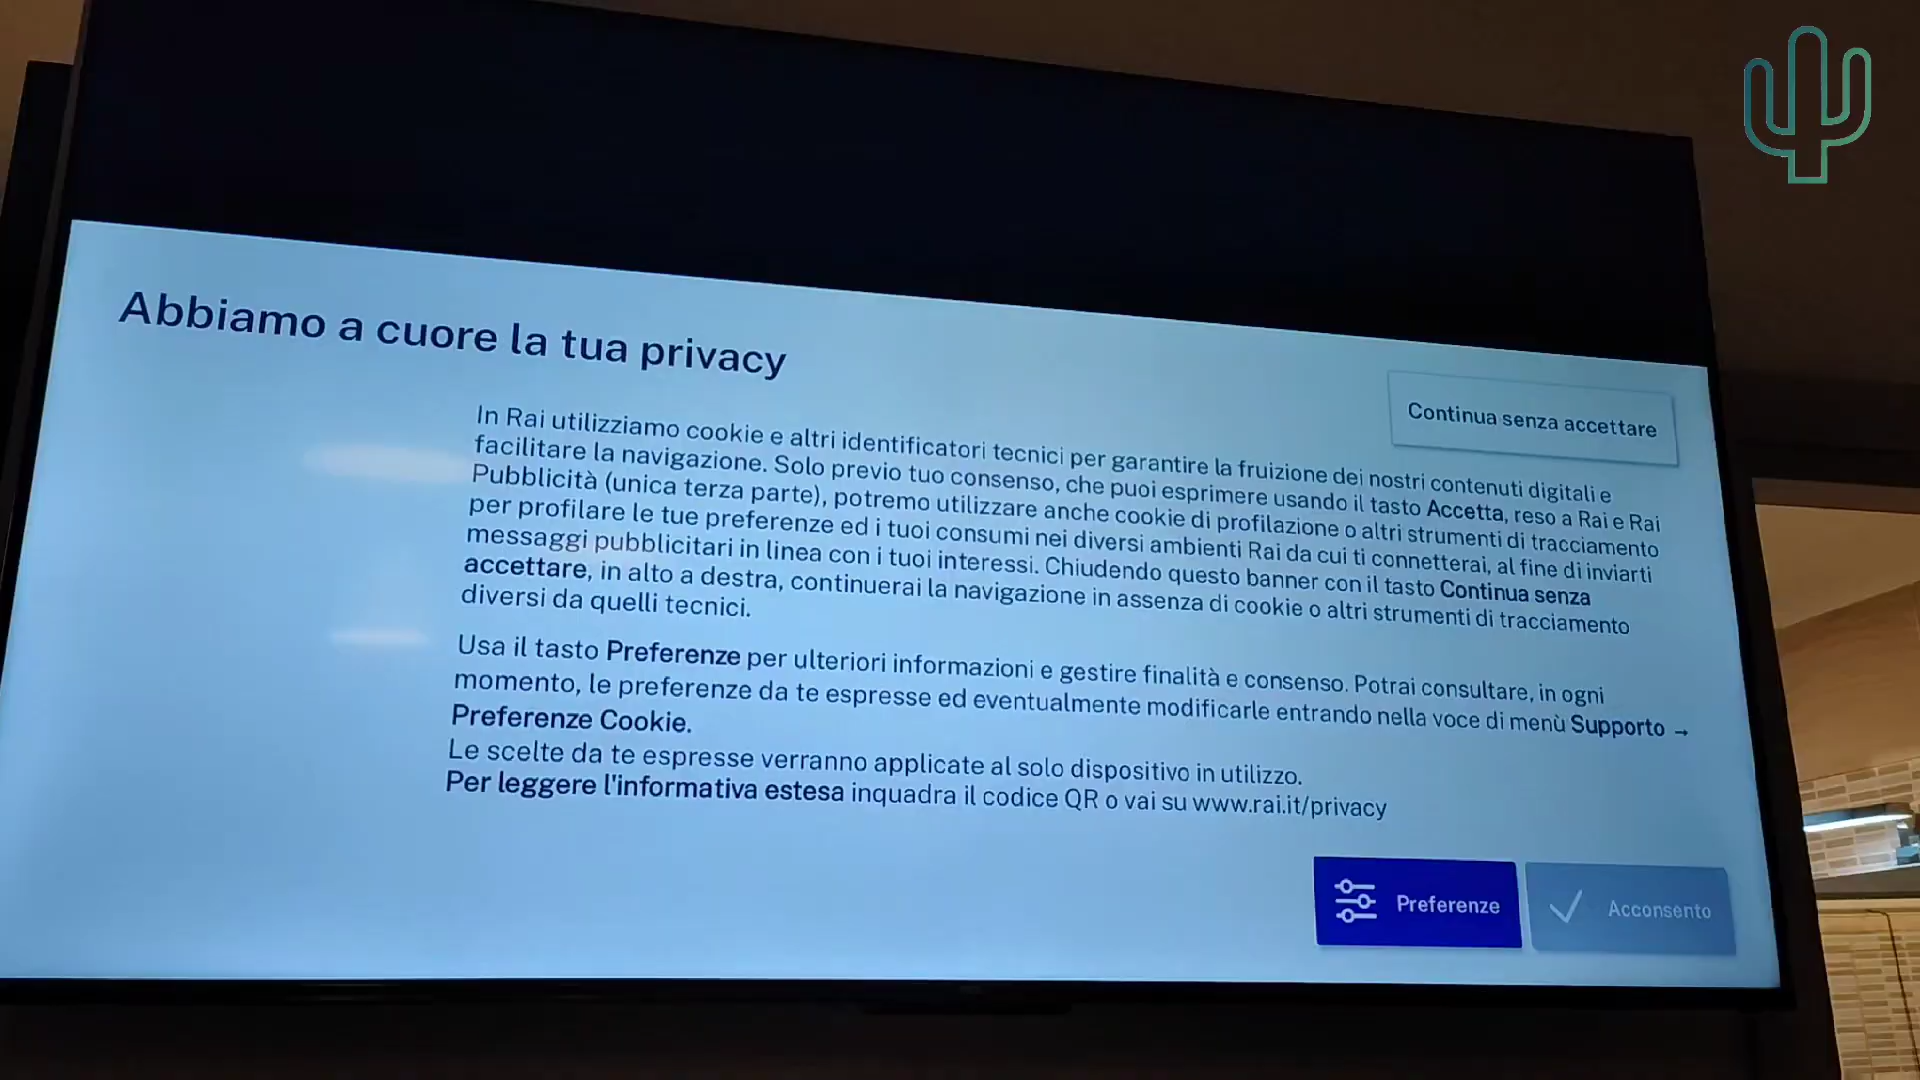 Abbiamo a cuore la tua privacy
Continua senza accettare
In Rai utilizziamo cookie e altri identificatori tecnici per garantire la fruizione dei nostri contenuti digitali e
facilitare la navigazione. Solo previo tuo consenso, che puoi esprimere usando il tasto Accetta, reso a Rai e Rai
Pubblicità (unica terza parte), potremo utilizzare anche cookie di profilazione o altri strumenti di tracciamento
per profilare le tue preferenze ed i tuoi consumi nei diversi ambienti Rai da cui ti connetterai, al fine di inviarti
messaggi pubblicitari in linea con i tuoi interessi. Chiudendo questo banner con il tasto Continua senza
accettare, in alto a destra, continuerai la navigazione in assenza di cookie o altri strumenti di tracciamento
diversi da quelli tecnici.
Usa il tasto Preferenze per ulteriori informazioni e gestire finalità e consenso. Potrai consultare, in ogni
momento, le preferenze da te espresse ed eventualmente modificarle entrando nella voce di menù Supporto →
Preferenze Cookie.
Le scelte da te espresse verranno applicate al solo dispositivo in utilizzo.
Per leggere l'informativa estesa inquadra il codice QR o vai su www.rai.it/privacy
Preferenze
Acconsento